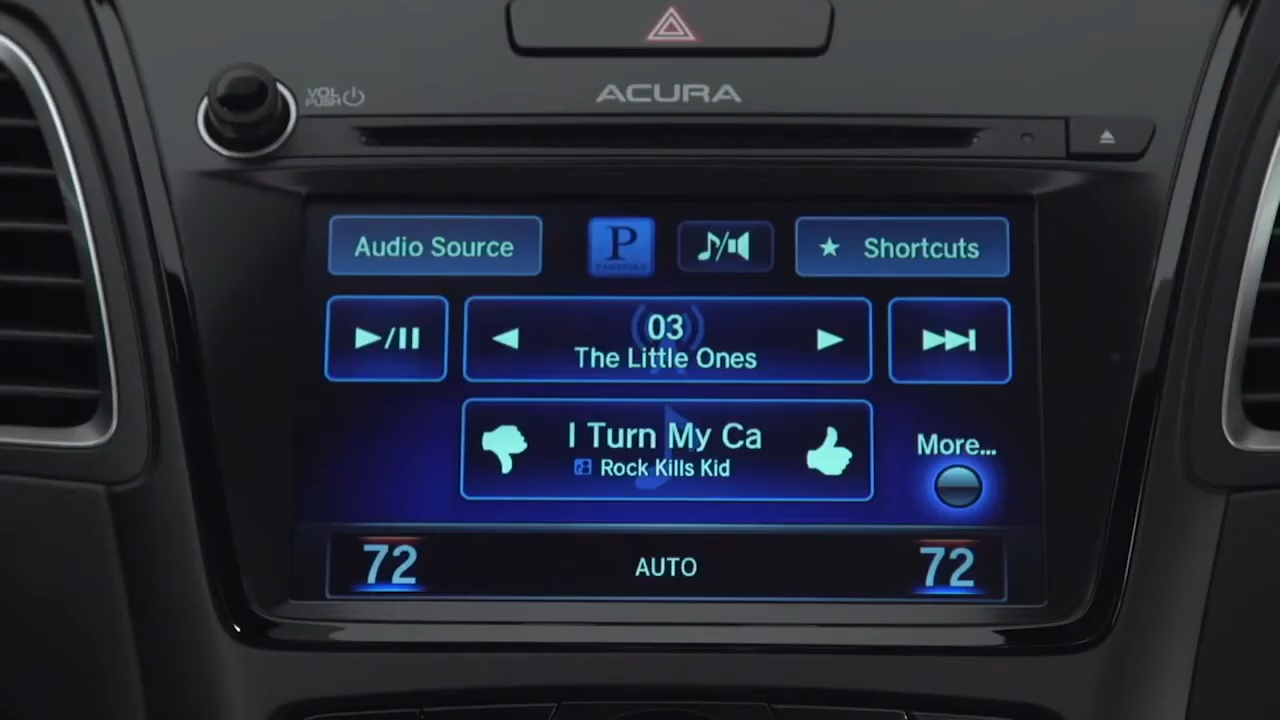 VOL
PUSH
ACURA
Audio Source
P
PANDORA
Shortcuts
03
The Little Ones
I Turn My Ca
Rock Kills Kid
More...
72
AUTO
72